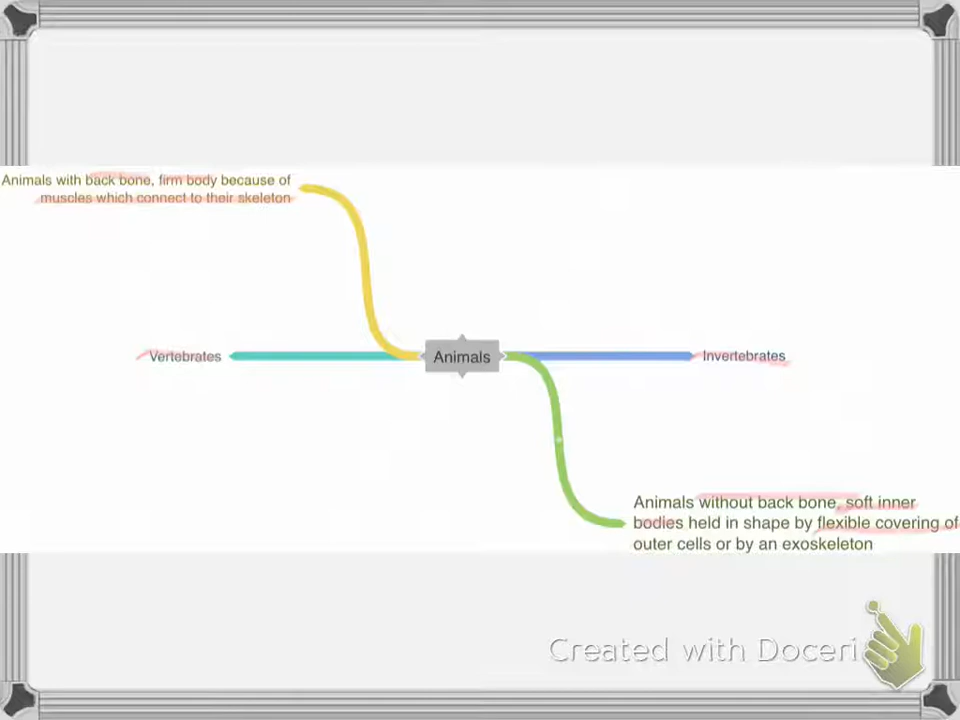 Animals with back bone, firm body because of
muscles which connect to their skeleton
Vertebrates
Animals
Invertebrates
Animals without back bone, soft inner
bodies held in shape by flexible covering of
outer cells or by an exoskeleton
Created with Doceri